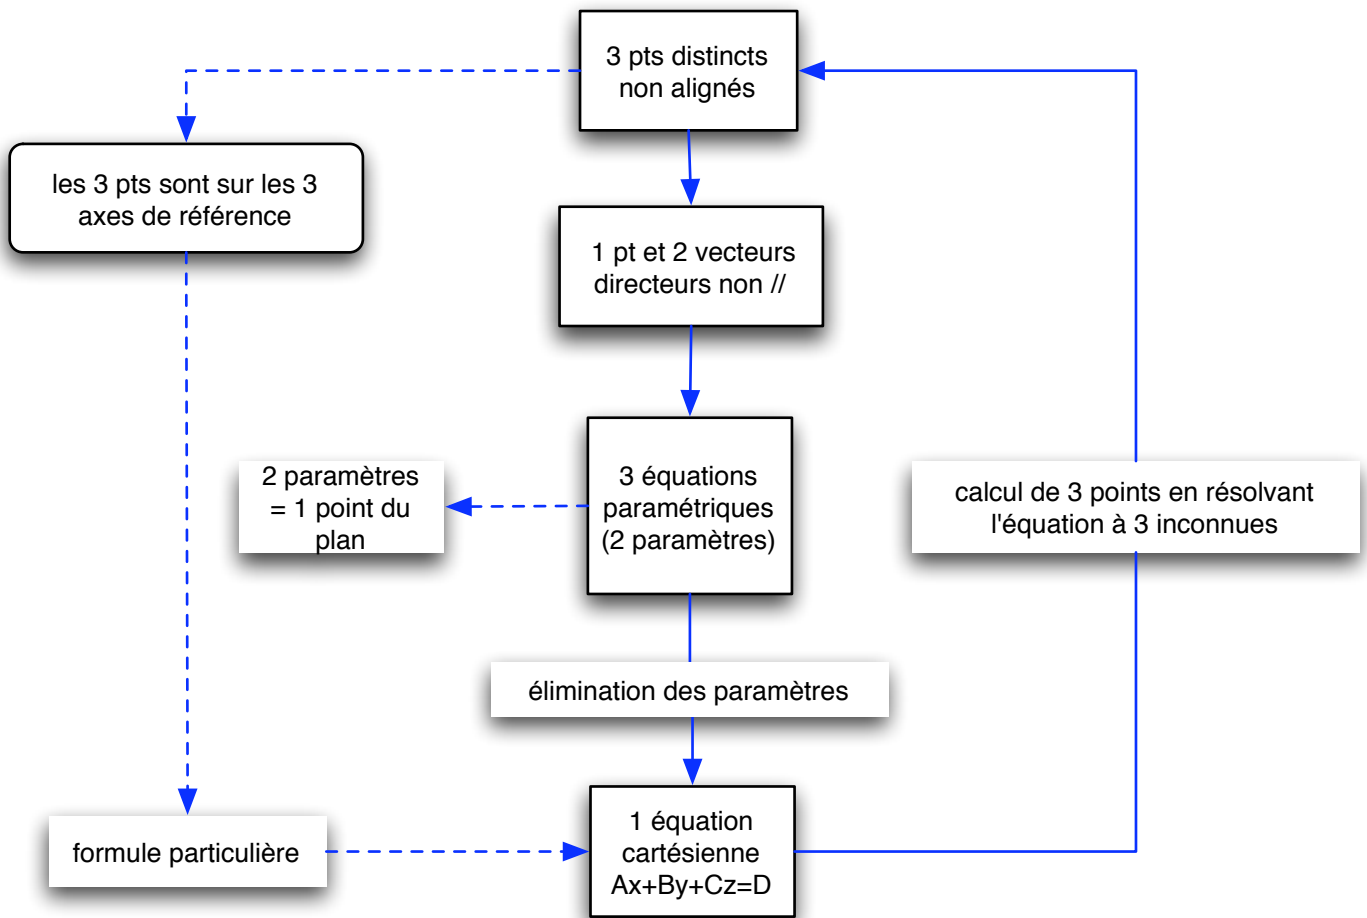 3 pts distincts
non alignés
les 3 pts sont sur les 3
axes de référence
1 pt et 2 vecteurs
directeurs non //
2 paramètres
= 1 point du
plan
3 équations
paramétriques
(2 paramètres)
calcul de 3 points en résolvant
l'équation à 3 inconnues
élimination des paramètres
formule particulière
1 équation
cartésienne
Ax+By+Cz=D